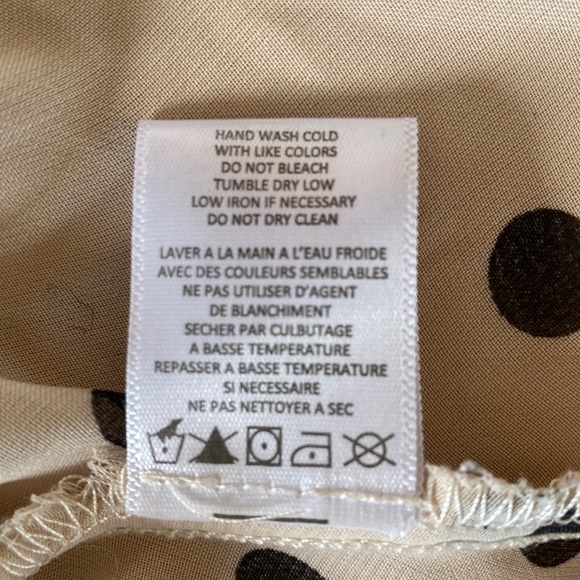 HAND WASH COLD
WITH LIKE COLORS
DO NOT BLEACH
TUMBLE DRY LOW
LOW IRON IF NECESSARY
DO NOT DRY CLEAN
LAVER A LA MAIN A L'EAU FROIDE
AVEC DES COULEURS SEMBLABLES
NE PAS UTILISER D'AGENT
DE BLANCHIMENT
SECHER PAR CULBUTAGE
A BASSE TEMPERATURE
REPASSER A BASSE TEMPERATURE
SI NECESSAIRE
NE PAS NETTOYER A SEC